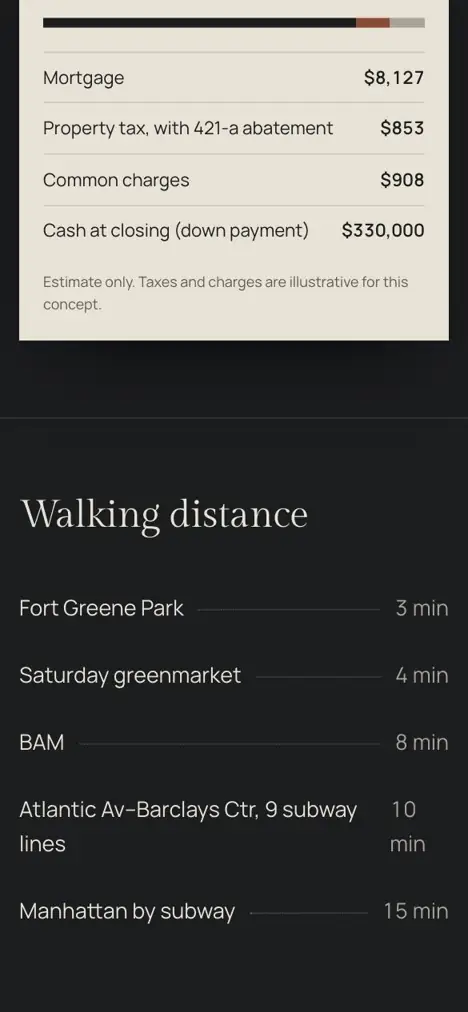 Mortgage $8,127
Property tax, with 421-a abatement $853
Common charges $908
Cash at closing (down payment) $330,000
Estimate only. Taxes and charges are illustrative for this
concept.
Walking distance
Fort Greene Park 3 min
Saturday greenmarket 4 min
BAM 8 min
Atlantic Av–Barclays Ctr, 9 subway 10
lines min
Manhattan by subway 15 min